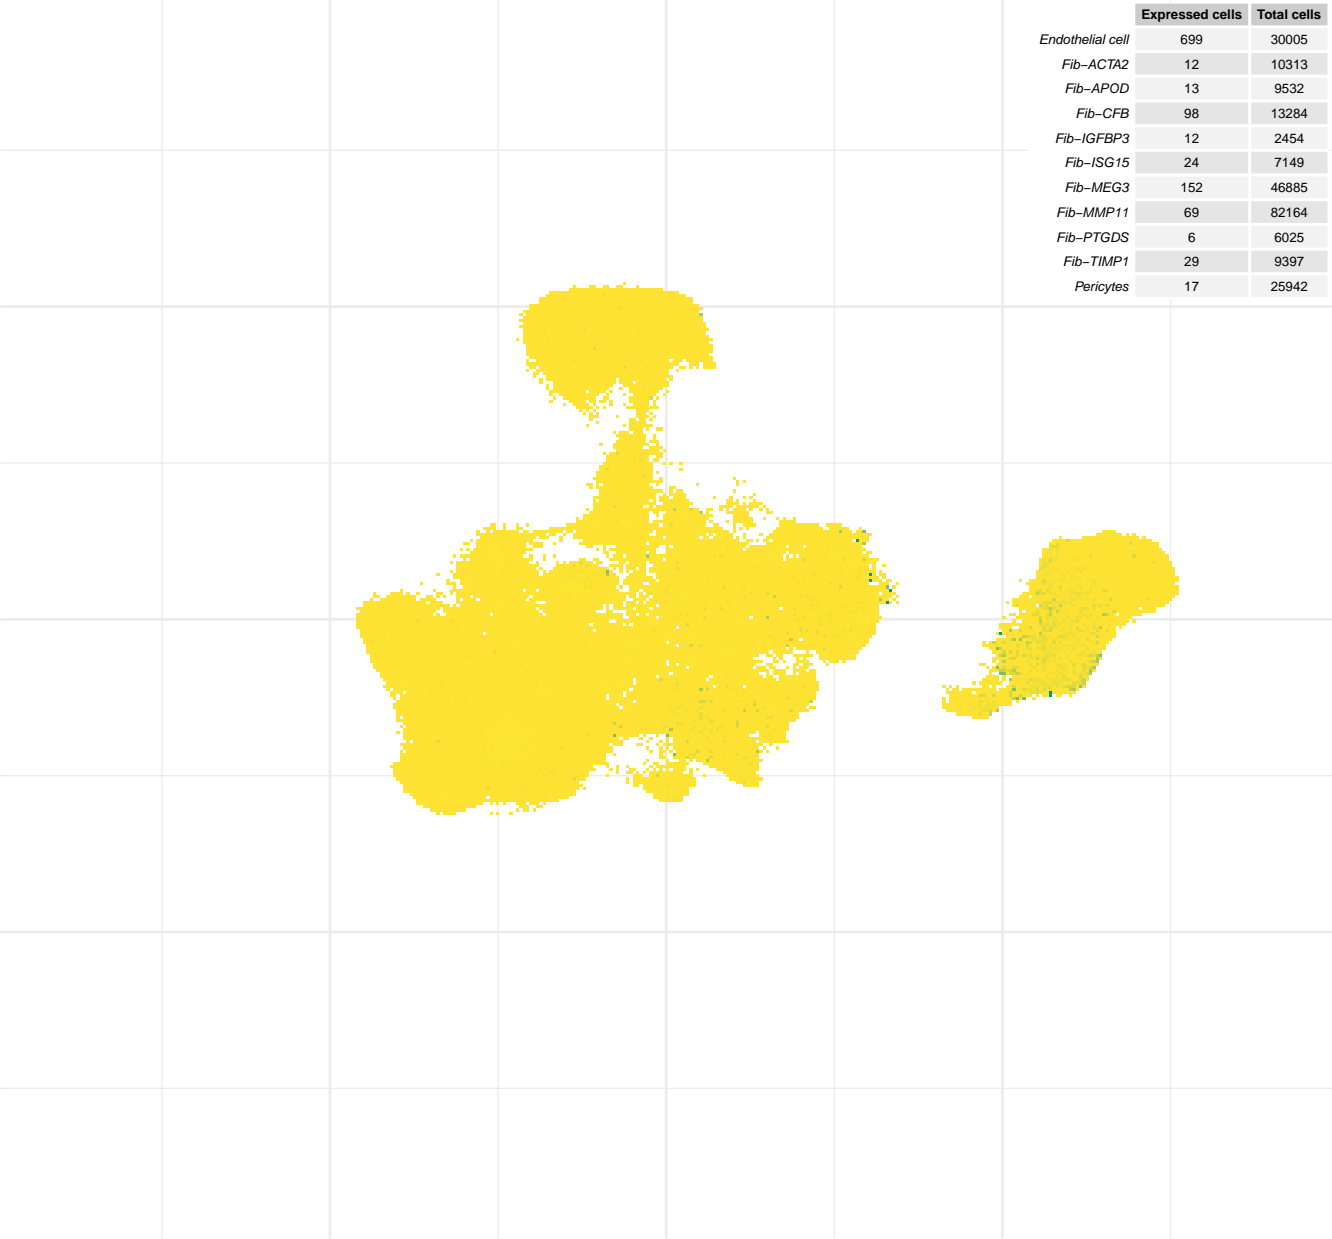 Expressed cells Total cells
Endothelial cell 699 30005
Fib−ACTA2 12 10313
Fib−APOD 13 9532
Fib−CFB 98 13284
Fib−IGFBP3 12 2454
Fib−ISG15 24 7149
Fib−MEG3 152 46885
Fib−MMP11 69 82164
Fib−PTGDS 6 6025
Fib−TIMP1 29 9397
Pericytes 17 25942